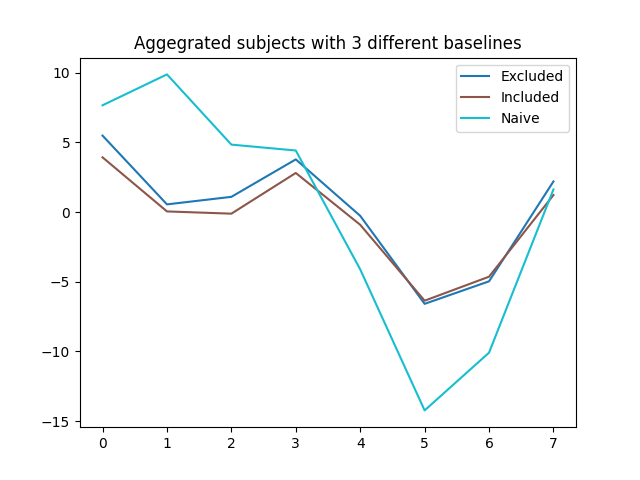 Aggegrated subjects with 3 different baselines
10
5
0
−5
−10
−15
Excluded
Included
Naive
0 1 2 3 4 5 6 7